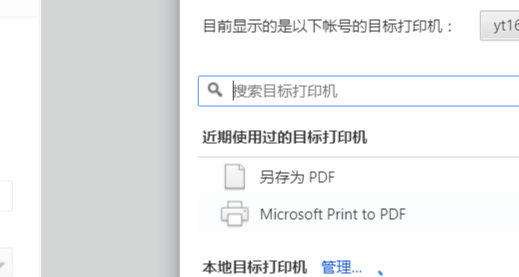 目前显示的是以下帐号的目标打印机：
搜索目标打印机
近期使用过的目标打印机
另存为 PDF
Microsoft Print to PDF
本地目标打印机 管理...